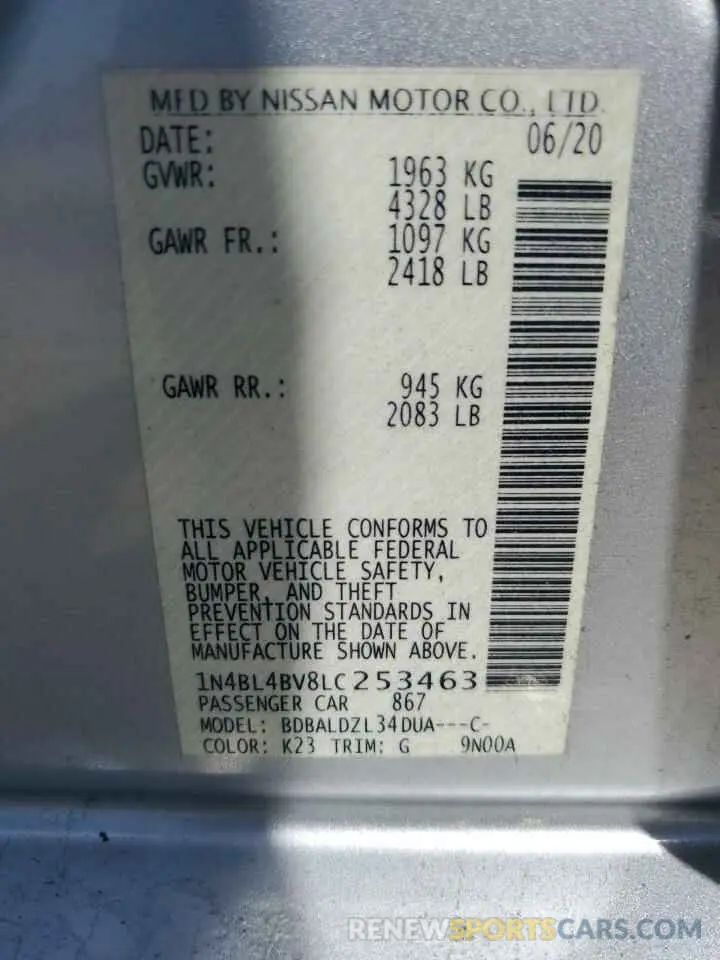 MFD BY NISSAN MOTOR CO., LTD.
DATE: 06/20
GVWR: 1963 KG
4328 LB
GAWR FR.: 1097 KG
2418 LB
GAWR RR.: 945 KG
2083 LB
THIS VEHICLE CONFORMS TO
ALL APPLICABLE FEDERAL
MOTOR VEHICLE SAFETY,
BUMPER, AND THEFT
PREVENTION STANDARDS IN
EFFECT ON THE DATE OF
MANUFACTURE SHOWN ABOVE.
1N4BL4BV8LC253463
PASSENGER CAR 867
MODEL: BDBALDZL34DUA---C-
COLOR: K23 TRIM: G 9N00A
RENEWSOLDCARS.COM